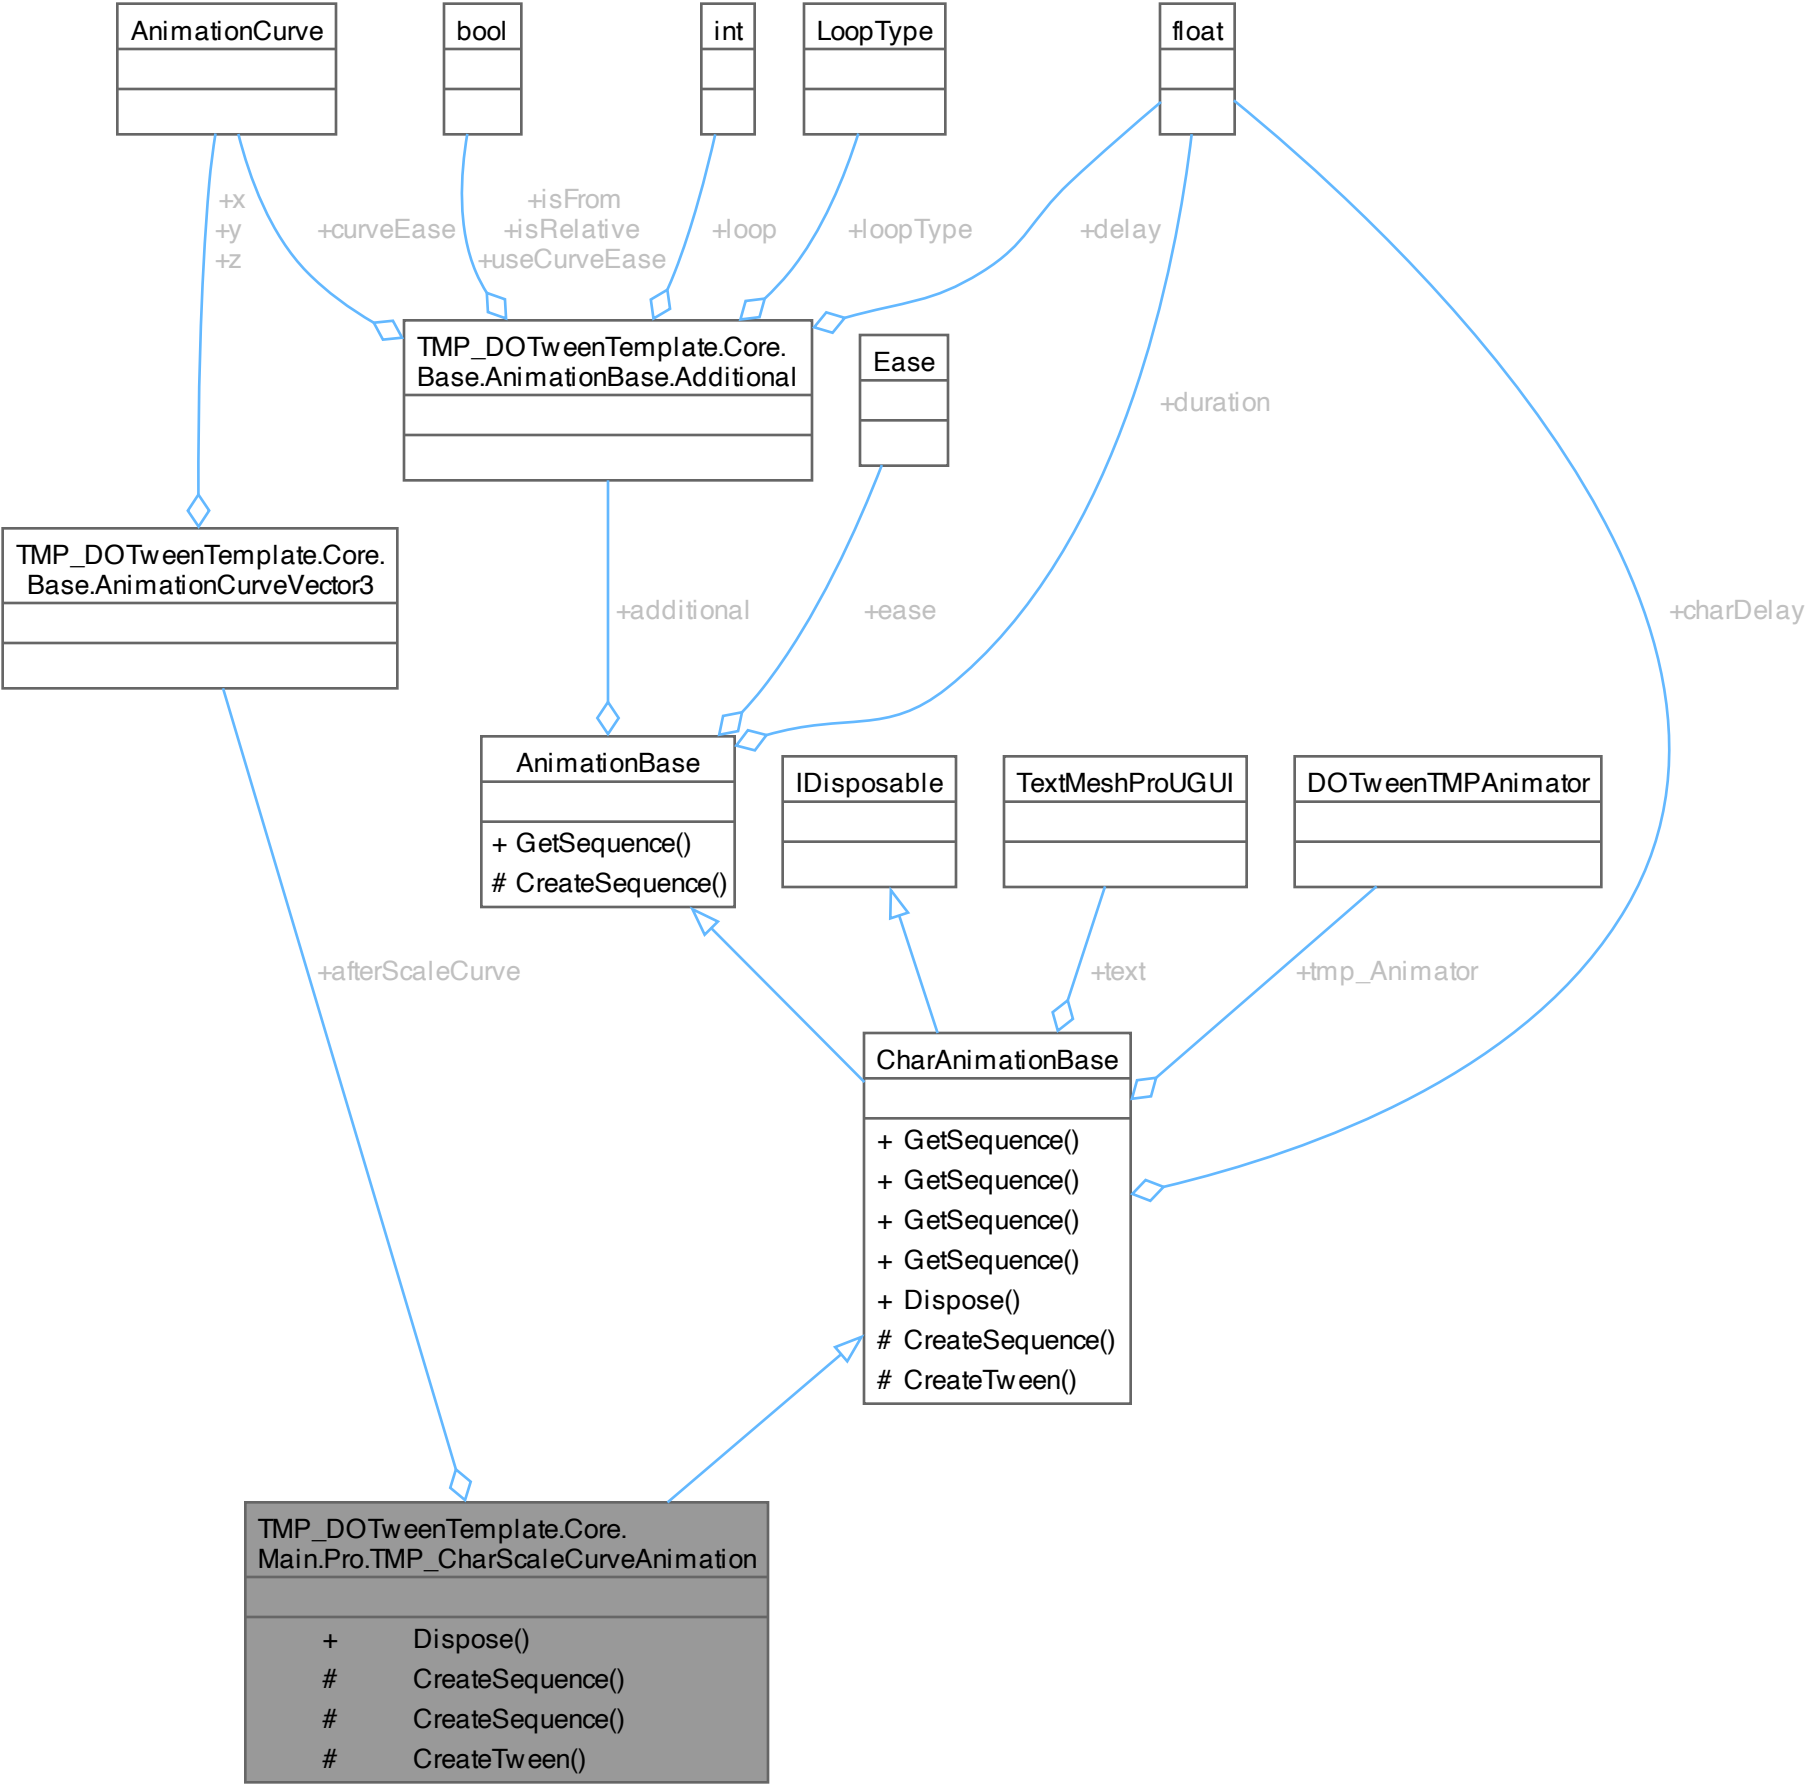 AnimationCurve
bool
int
LoopType
float
+x
+y
+z
+curveEase
+isFrom
+isRelative
+useCurveEase
+loop
+loopType
+delay
TMP_DOTweenTemplate.Core.
Base.AnimationBase.Additional
Ease
+duration
TMP_DOTweenTemplate.Core.
Base.AnimationCurveVector3
+additional
+ease
+charDelay
AnimationBase
+ GetSequence()
# CreateSequence()
IDisposable
TextMeshProUGUI
DOTweenTMPAnimator
+afterScaleCurve
+text
+tmp_Animator
CharAnimationBase
+ GetSequence()
+ GetSequence()
+ GetSequence()
+ GetSequence()
+ Dispose()
# CreateSequence()
# CreateTween()
TMP_DOTweenTemplate.Core.
Main.Pro.TMP_CharScaleCurveAnimation
+ Dispose()
# CreateSequence()
# CreateSequence()
# CreateTween()